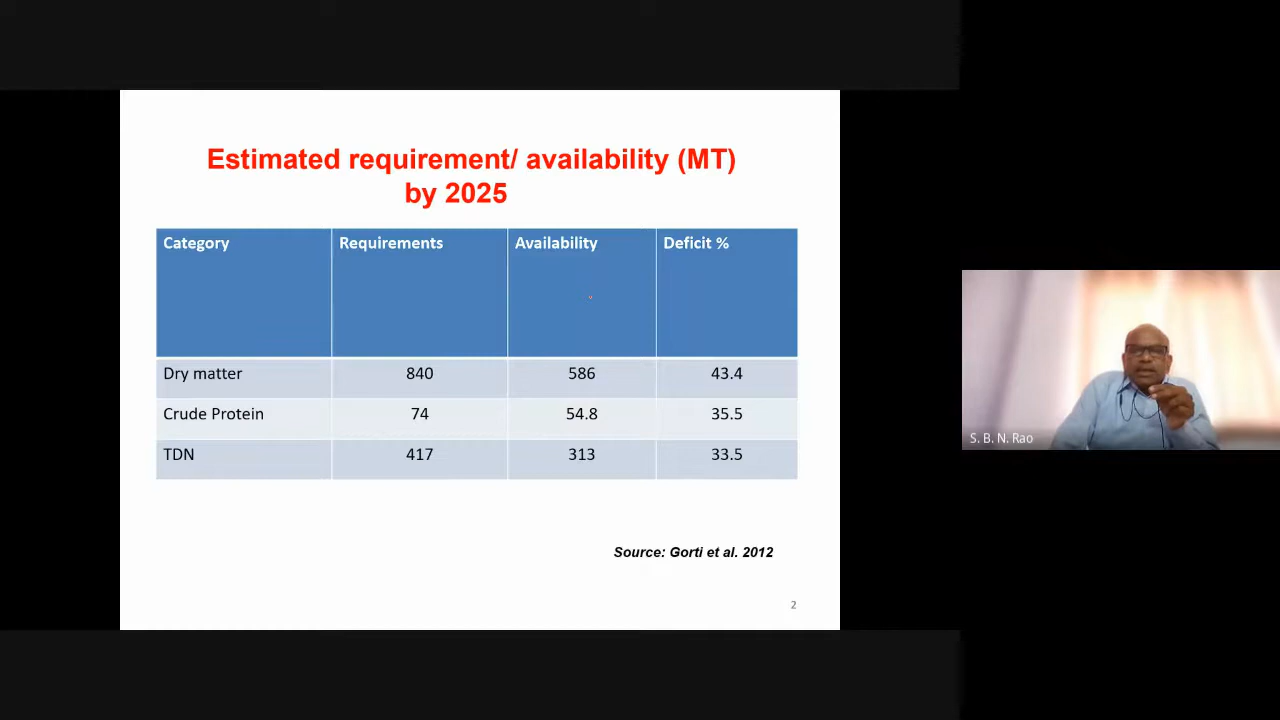 Estimated requirement/ availability (MT)
by 2025
Category Requirements Availability Deficit %
Dry matter 840 586 43.4
Crude Protein 74 54.8 35.5
TDN 417 313 33.5
Source: Gorti et al. 2012
2
S. B. N. Rao